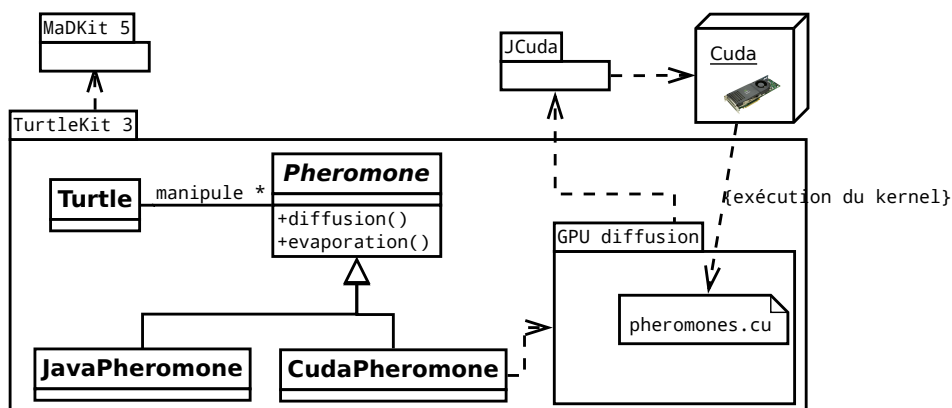 MaDKit 5
JCuda
Cuda
TurtleKit 3
Pheromone
Turtle
manipule *
+diffusion()
+evaporation()
{exécution du kernel}
GPU diffusion
pheromones.cu
JavaPheromone
CudaPheromone